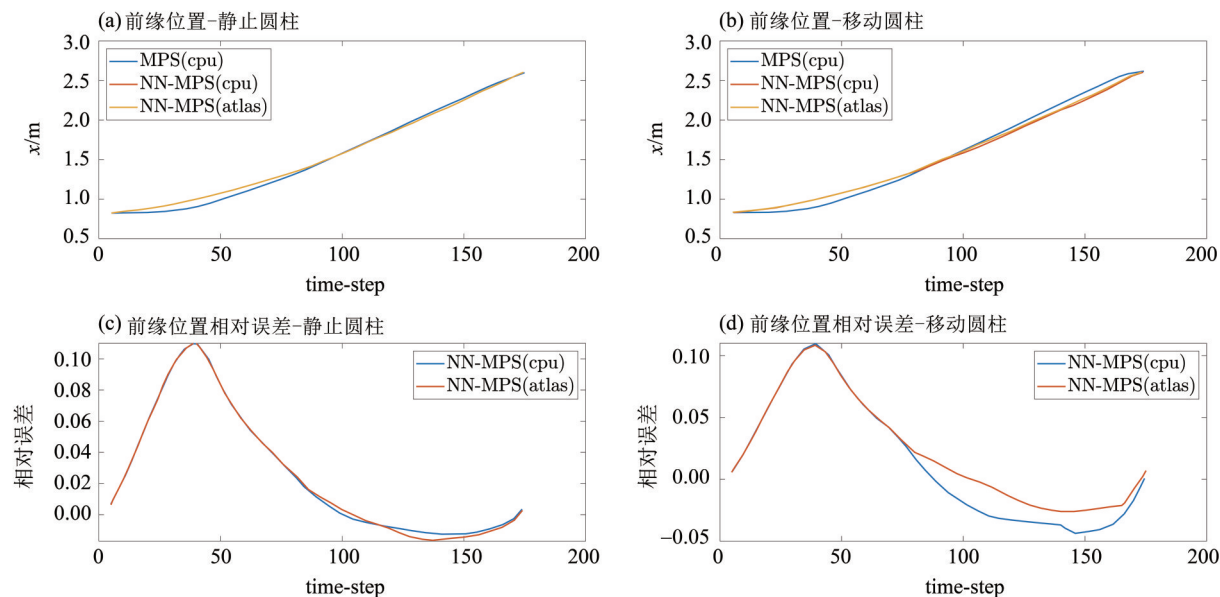 (a) 前缘位置-静止圆柱
3.0
2.5
2.0
1.5
1.0
0.5
x/m
MPS(cpu)
NN-MPS(cpu)
NN-MPS(atlas)
0 50 100 150 200
time-step
(b) 前缘位置-移动圆柱
3.0
2.5
2.0
1.5
1.0
0.5
x/m
MPS(cpu)
NN-MPS(cpu)
NN-MPS(atlas)
0 50 100 150 200
time-step
(c) 前缘位置相对误差-静止圆柱
0.10
0.08
0.06
0.04
0.02
0.00
相对误差
NN-MPS(cpu)
NN-MPS(atlas)
0 50 100 150 200
time-step
(d) 前缘位置相对误差-移动圆柱
0.10
0.05
0.00
−0.05
相对误差
NN-MPS(cpu)
NN-MPS(atlas)
0 50 100 150 200
time-step